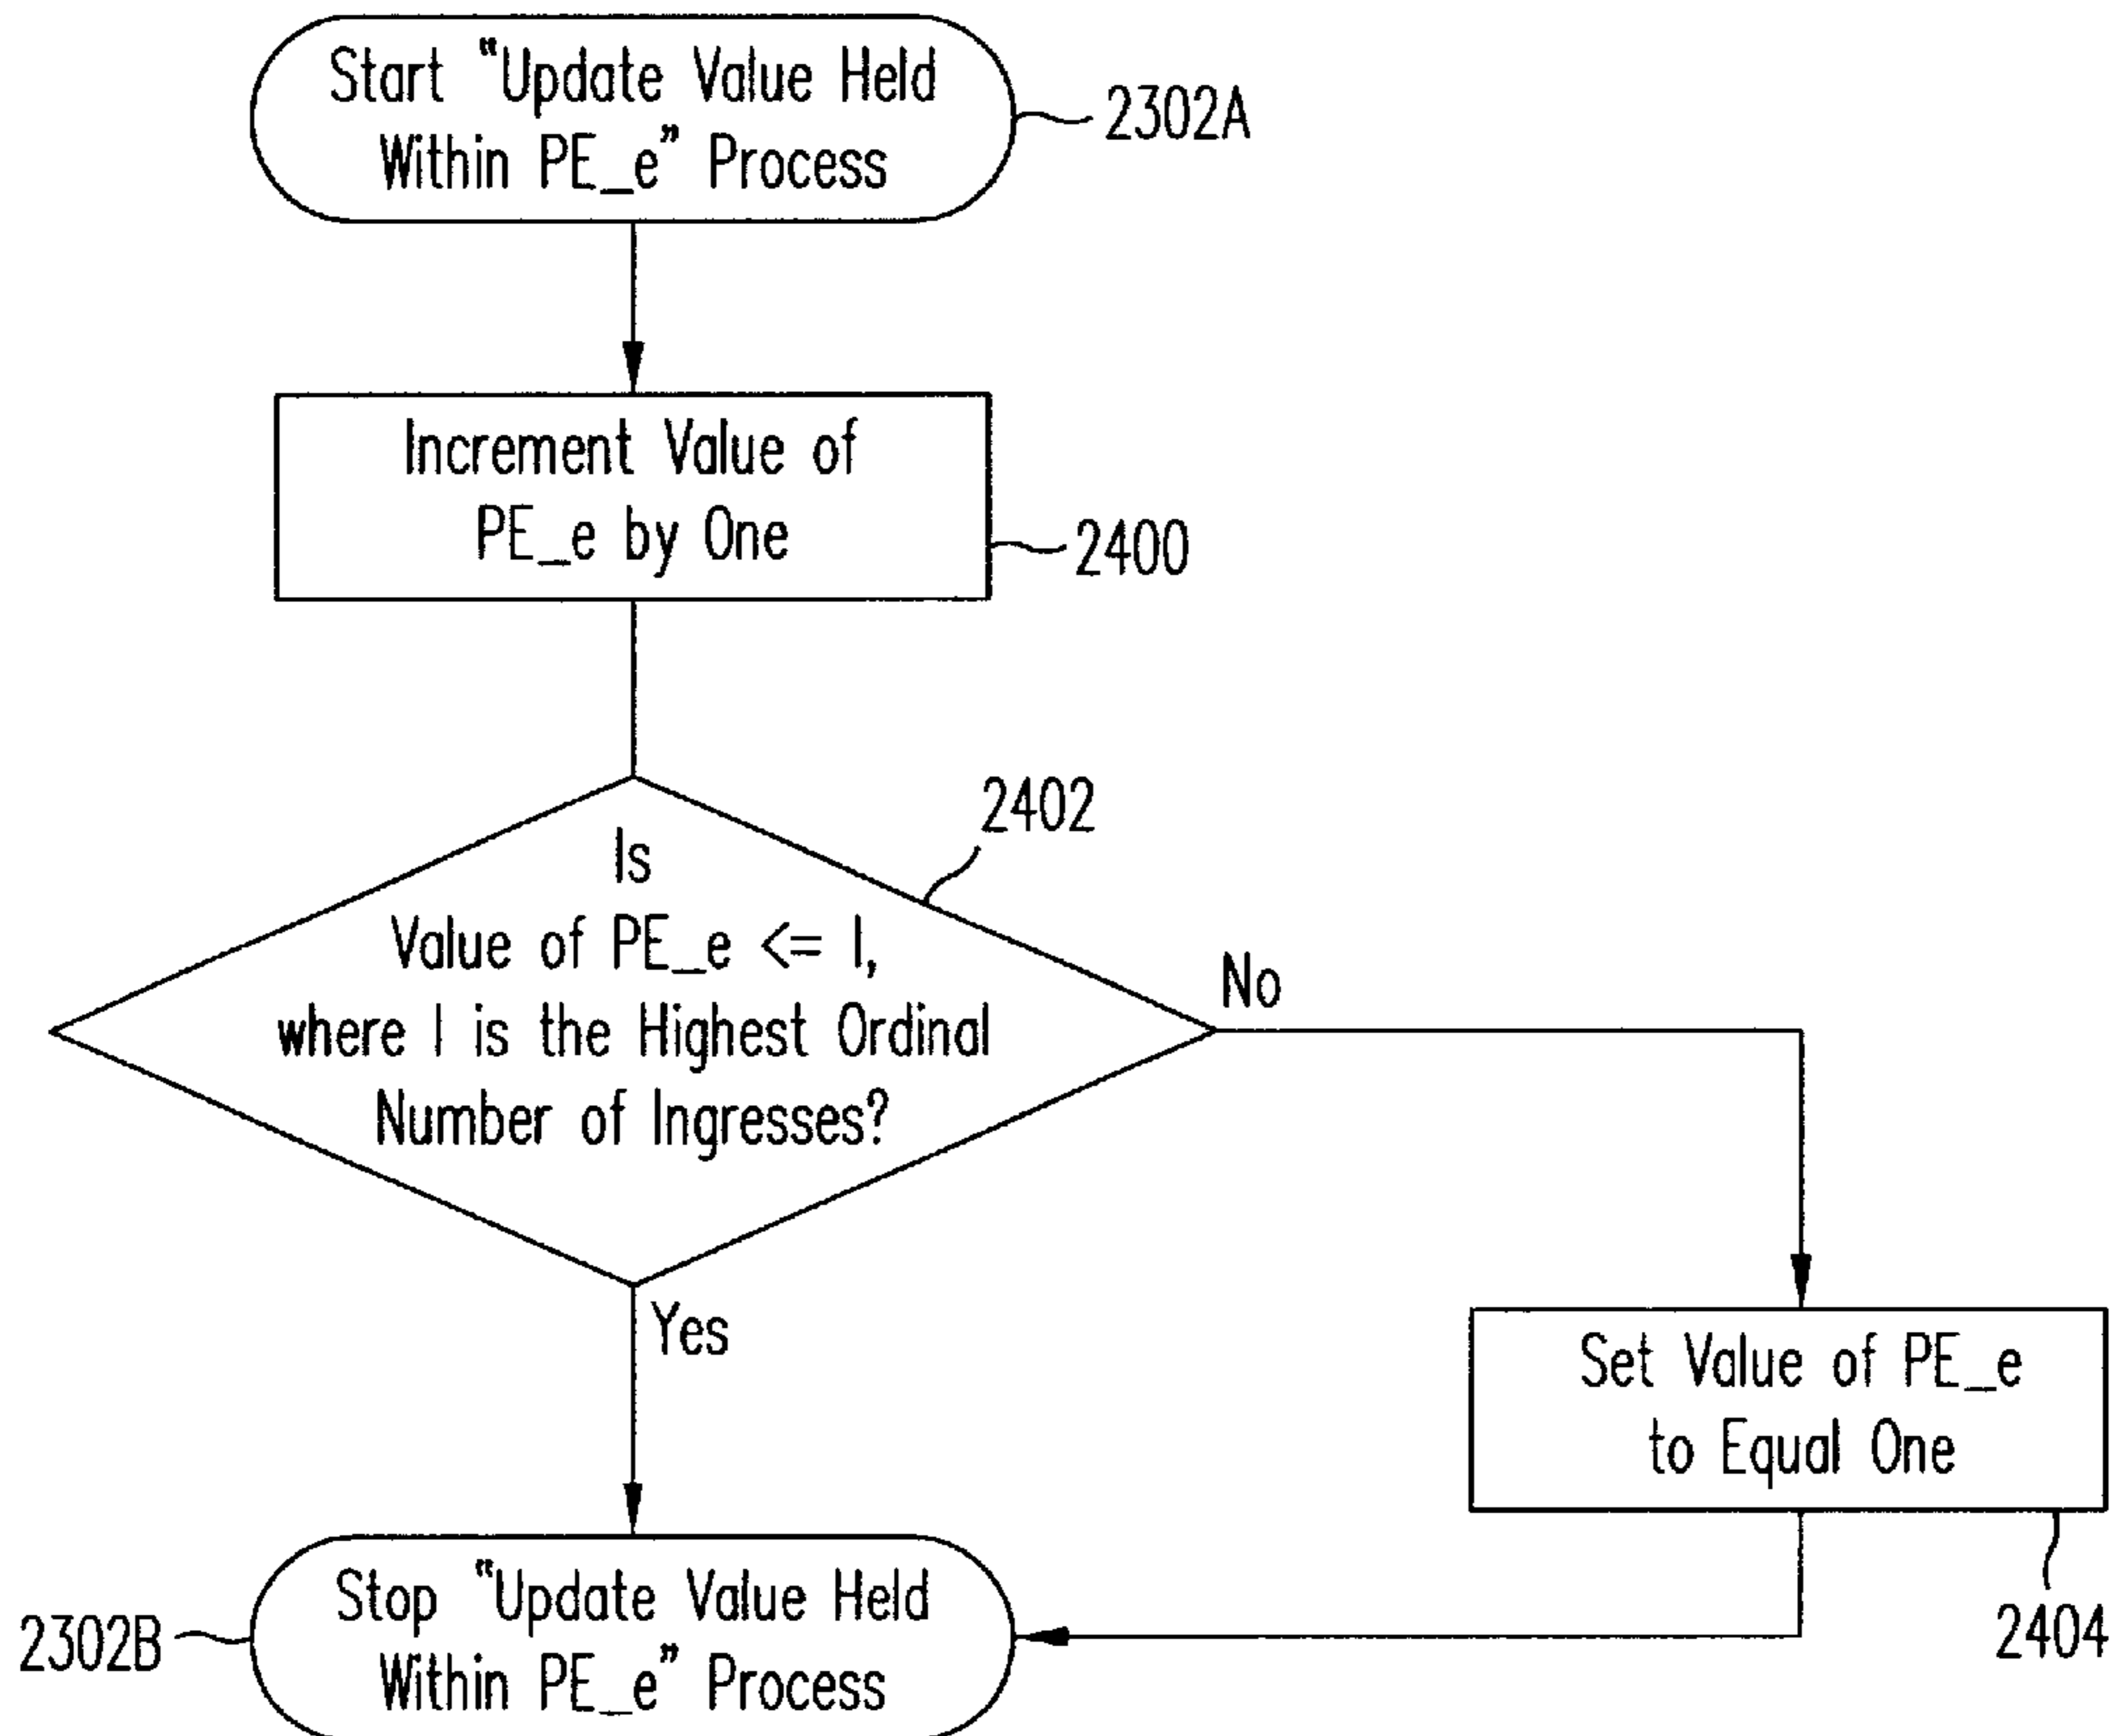 Start "Update Value Held
Within PE_e" Process
2302A
Increment Value of
PE_e by One
2400
2402
Is
Value of PE_e <= I,
where I is the Highest Ordinal
Number of Ingresses?
No
Yes
Set Value of PE_e
to Equal One
2404
Stop "Update Value Held
Within PE_e" Process
2302B